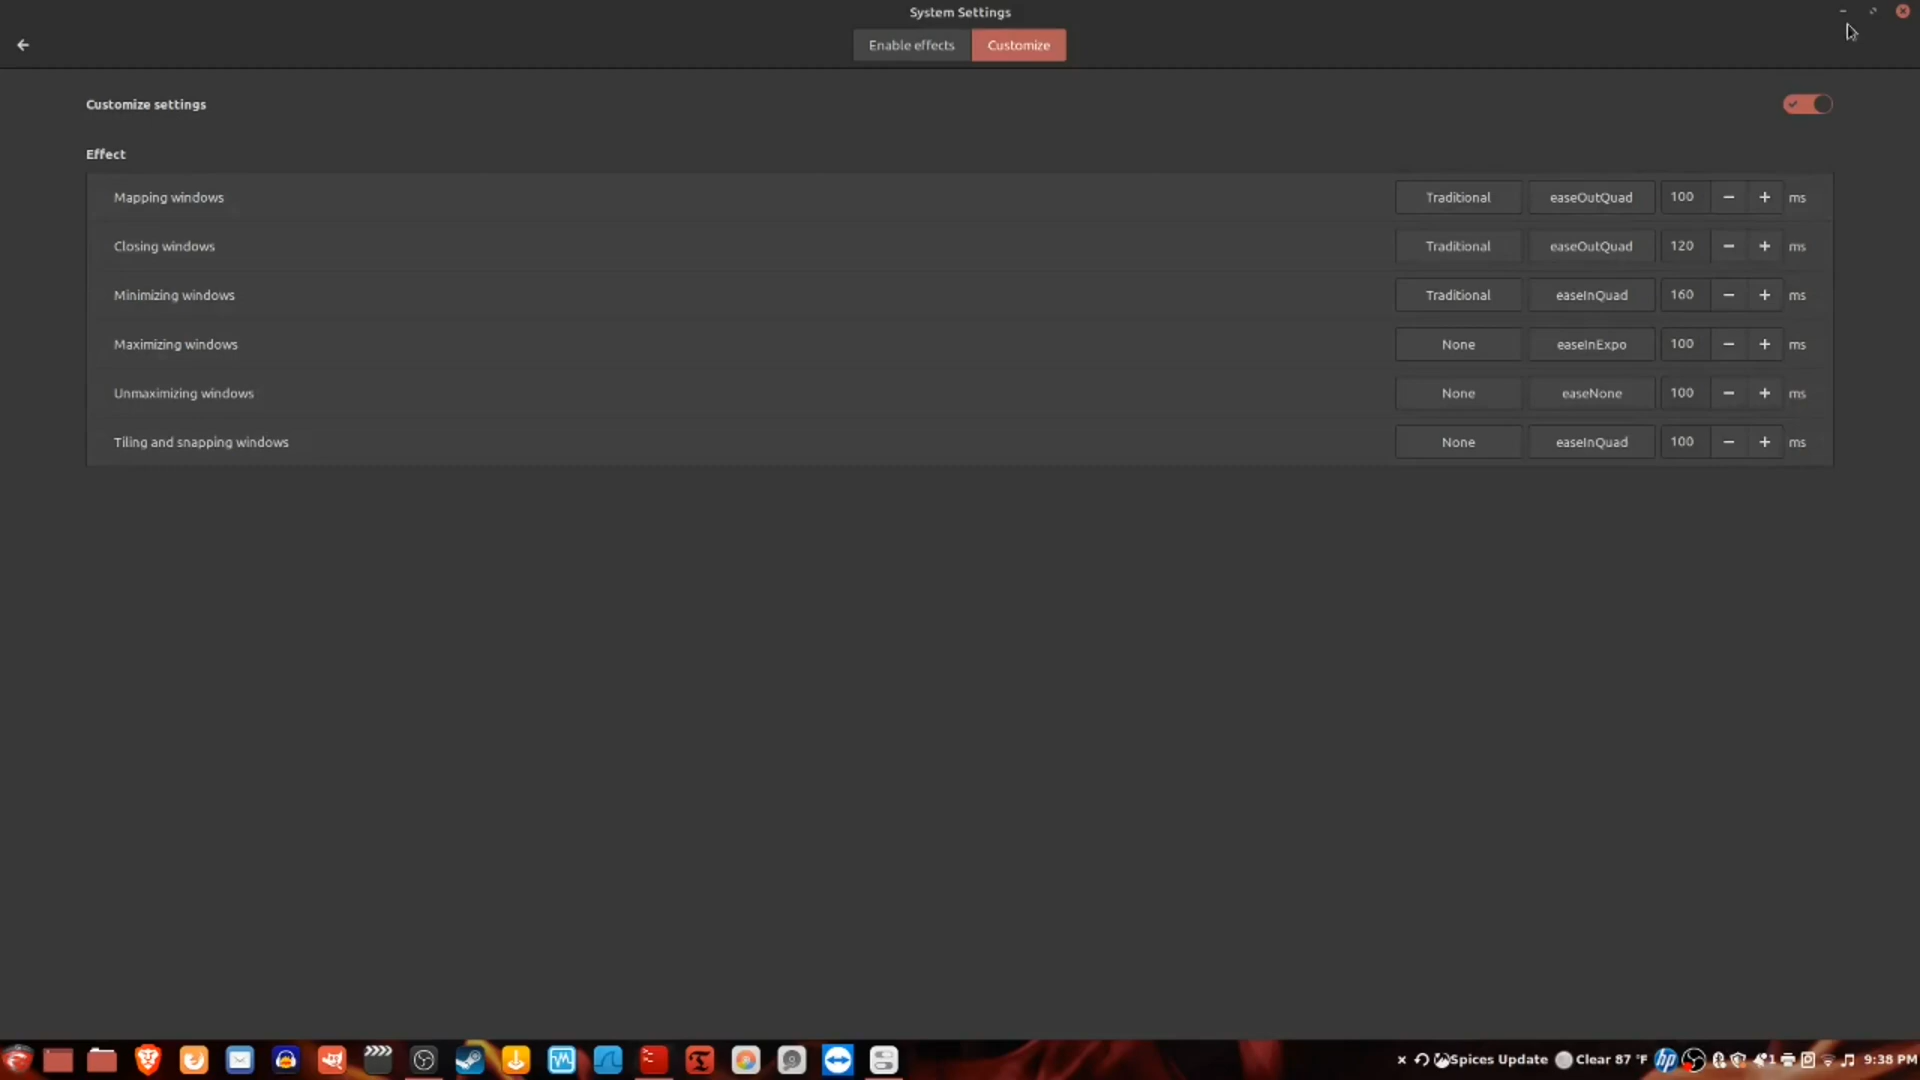 System Settings
Enable effects Customize
Customize settings
Effect
Mapping windows Traditional easeOutQuad 100 − + ms
Closing windows Traditional easeOutQuad 120 − + ms
Minimizing windows Traditional easeInQuad 160 − + ms
Maximizing windows None easeInExpo 100 − + ms
Unmaximizing windows None easeNone 100 − + ms
Tiling and snapping windows None easeInQuad 100 − + ms
Spices Update Clear 87 °F hp 1 9:38 PM